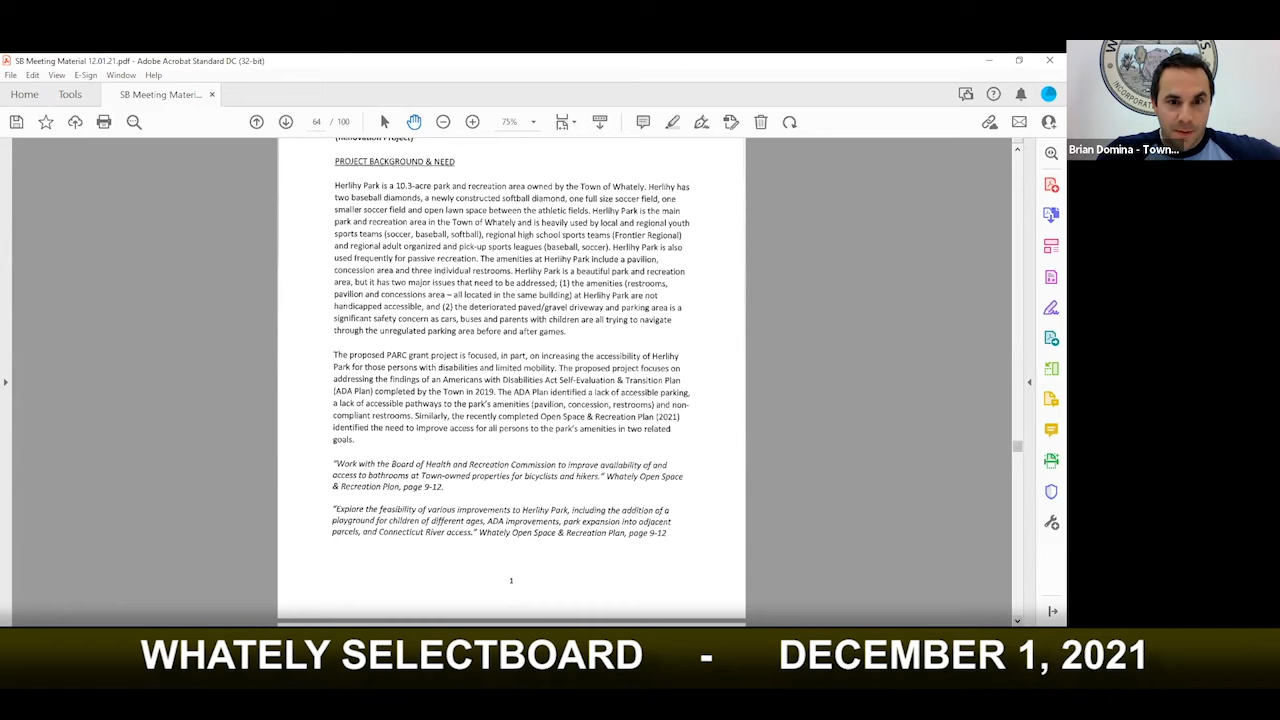 SB Meeting Material 12.01.21.pdf - Adobe Acrobat Standard DC (32-bit)
File Edit View E-Sign Window Help
Home Tools SB Meeting Materi... ×
64 / 100 75%
(Renovation Project)
PROJECT BACKGROUND & NEED
Herlihy Park is a 10.3-acre park and recreation area owned by the Town of Whately. Herlihy has
two baseball diamonds, a newly constructed softball diamond, one full size soccer field, one
smaller soccer field and open lawn space between the athletic fields. Herlihy Park is the main
park and recreation area in the Town of Whately and is heavily used by local and regional youth
sports teams (soccer, baseball, softball), regional high school sports teams (Frontier Regional)
and regional adult organized and pick-up sports leagues (baseball, soccer). Herlihy Park is also
used frequently for passive recreation. The amenities at Herlihy Park include a pavilion,
concession area and three individual restrooms. Herlihy Park is a beautiful park and recreation
area, but it has two major issues that need to be addressed; (1) the amenities (restrooms,
pavilion and concessions area – all located in the same building) at Herlihy Park are not
handicapped accessible, and (2) the deteriorated paved/gravel driveway and parking area is a
significant safety concern as cars, buses and parents with children are all trying to navigate
through the unregulated parking area before and after games.
The proposed PARC grant project is focused, in part, on increasing the accessibility of Herlihy
Park for those persons with disabilities and limited mobility. The proposed project focuses on
addressing the findings of an Americans with Disabilities Act Self-Evaluation & Transition Plan
(ADA Plan) completed by the Town in 2019. The ADA Plan identified a lack of accessible parking,
a lack of accessible pathways to the park's amenities (pavilion, concession, restrooms) and non-
compliant restrooms. Similarly, the recently completed Open Space & Recreation Plan (2021)
identified the need to improve access for all persons to the park's amenities in two related
goals.
"Work with the Board of Health and Recreation Commission to improve availability of and
access to bathrooms at Town-owned properties for bicyclists and hikers." Whately Open Space
& Recreation Plan, page 9-12.
"Explore the feasibility of various improvements to Herlihy Park, including the addition of a
playground for children of different ages, ADA improvements, park expansion into adjacent
parcels, and Connecticut River access." Whately Open Space & Recreation Plan, page 9-12
1
Brian Domina - Town...
WHATELY SELECTBOARD - DECEMBER 1, 2021